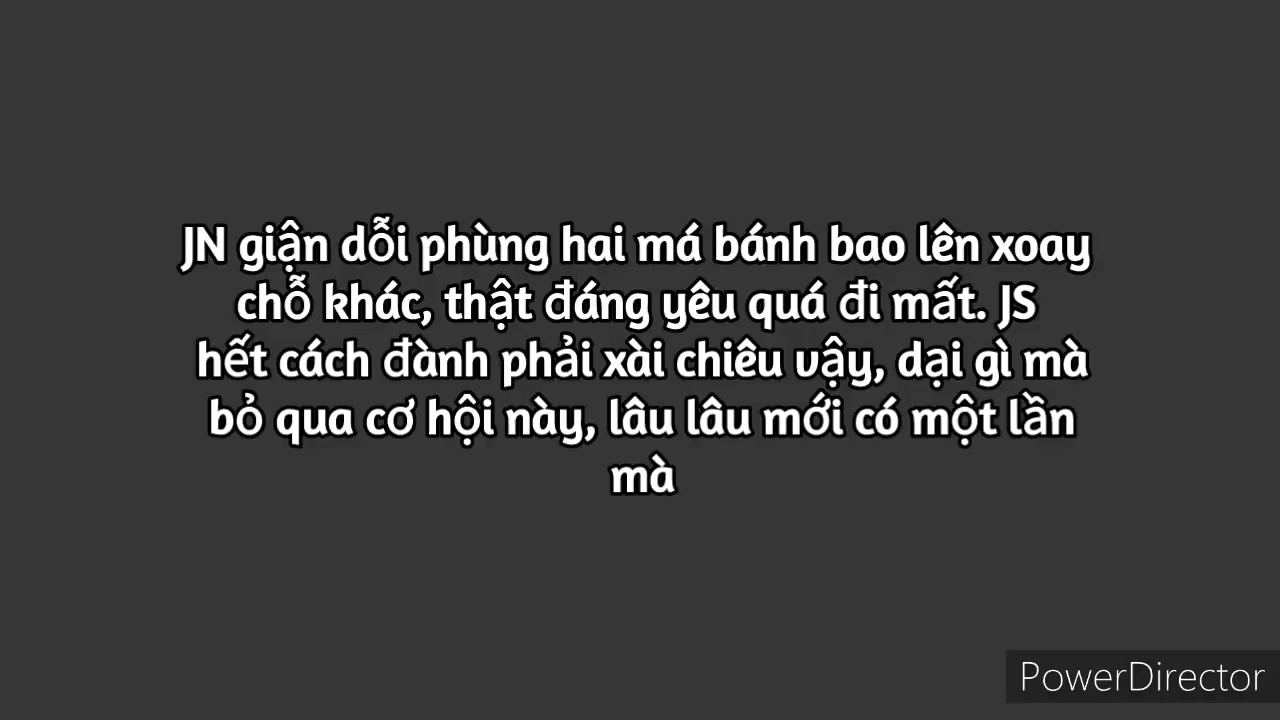 JN giận dỗi phùng hai má bánh bao lên xoay
chỗ khác, thật đáng yêu quá đi mất. JS
hết cách đành phải xài chiêu vậy, dại gì mà
bỏ qua cơ hội này, lâu lâu mới có một lần
mà
PowerDirector